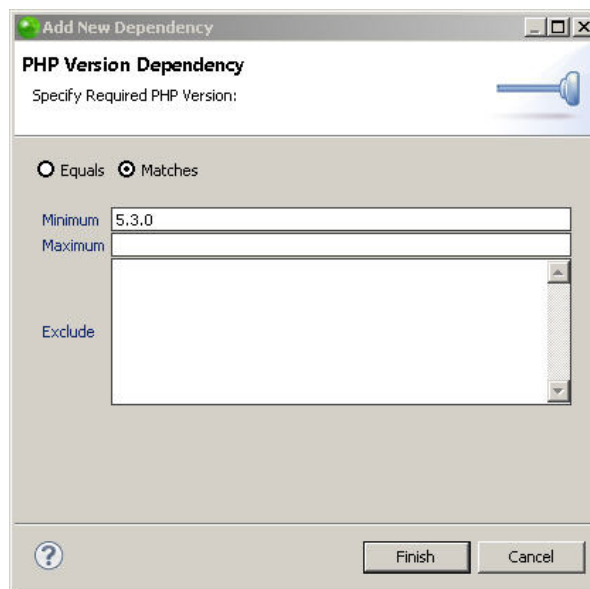 Add New Dependency
PHP Version Dependency
Specify Required PHP Version:
Equals Matches
Minimum 5.3.0
Maximum
Exclude
? Finish Cancel